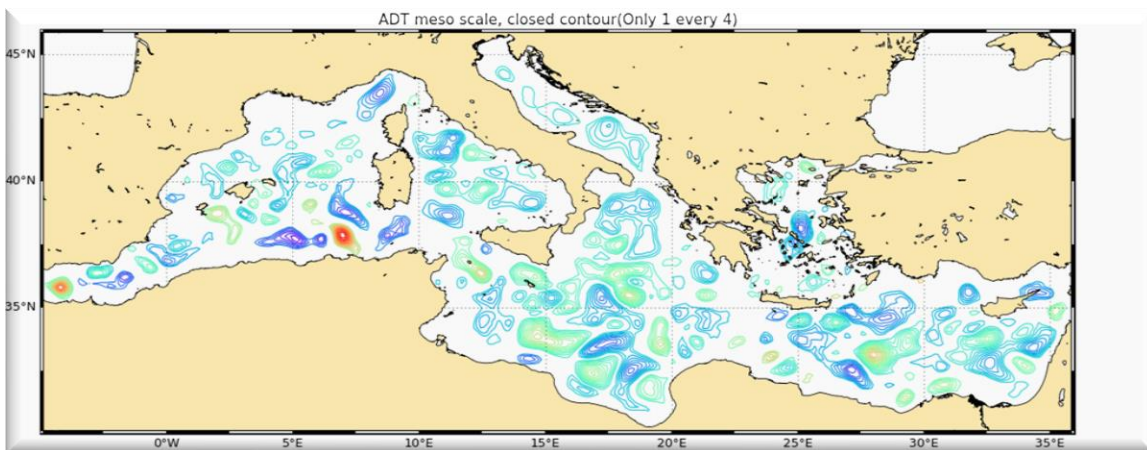 ADT meso scale, closed contour(Only 1 every 4)
45°N
40°N
35°N
0°W 5°E 10°E 15°E 20°E 25°E 30°E 35°E